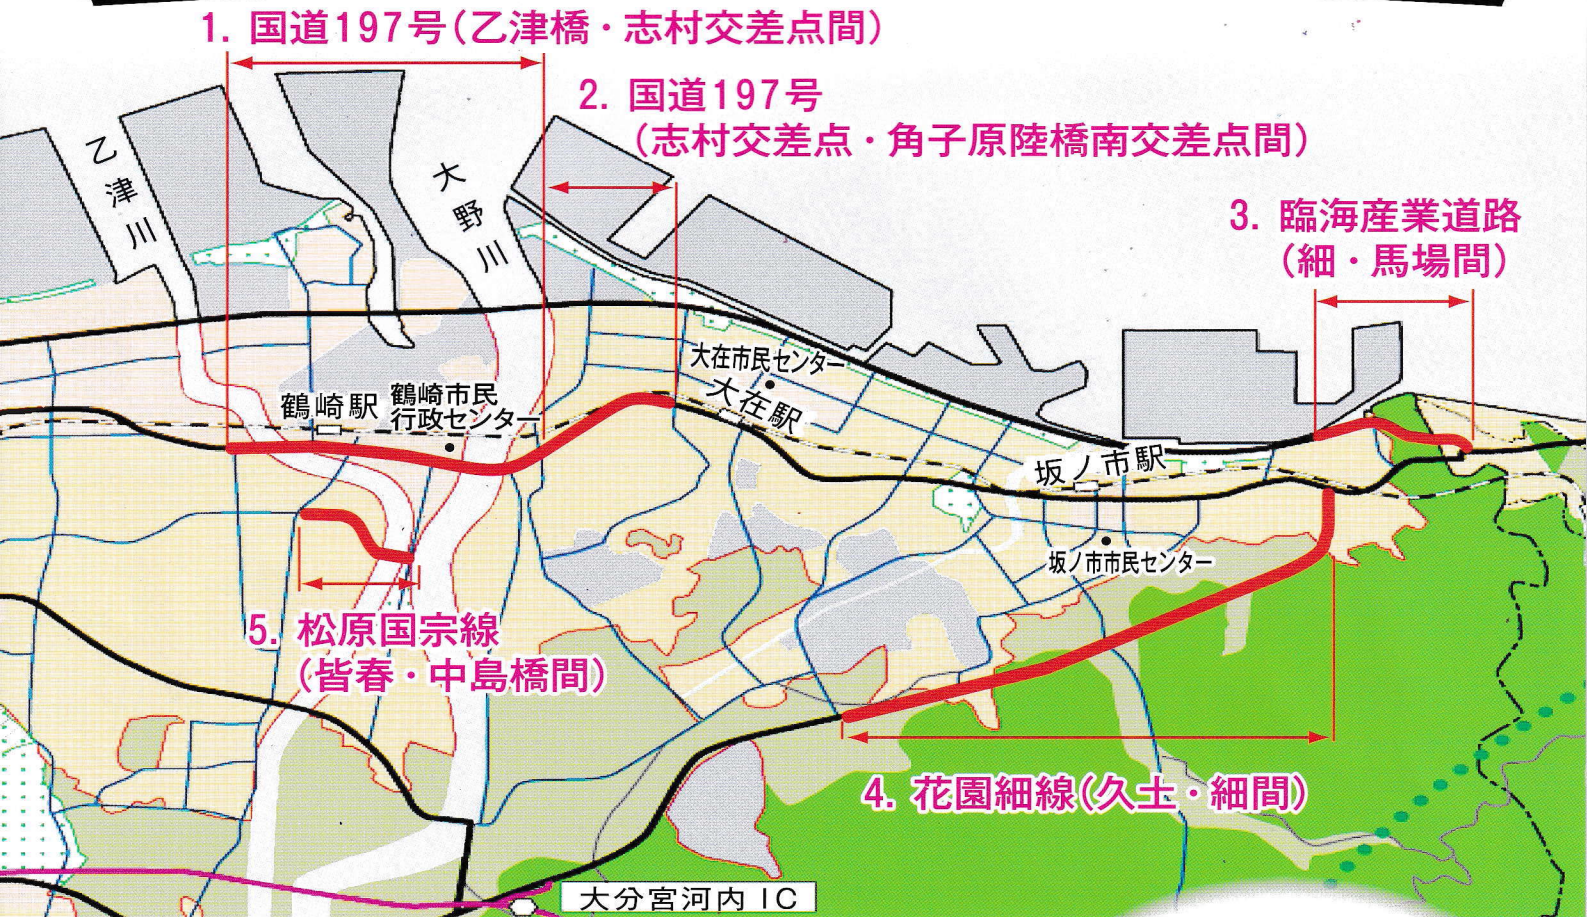 1. 国道197号(乙津橋・志村交差点間)
2. 国道197号
(志村交差点・角子原陸橋南交差点間)
乙津川
大野川
3. 臨海産業道路
(細・馬場間)
大在市民センター
大在駅
鶴崎駅
鶴崎市民
行政センター
坂ノ市駅
坂ノ市市民センター
5. 松原国宗線
(皆春・中島橋間)
4. 花園細線(久土・細間)
大分宮河内IC